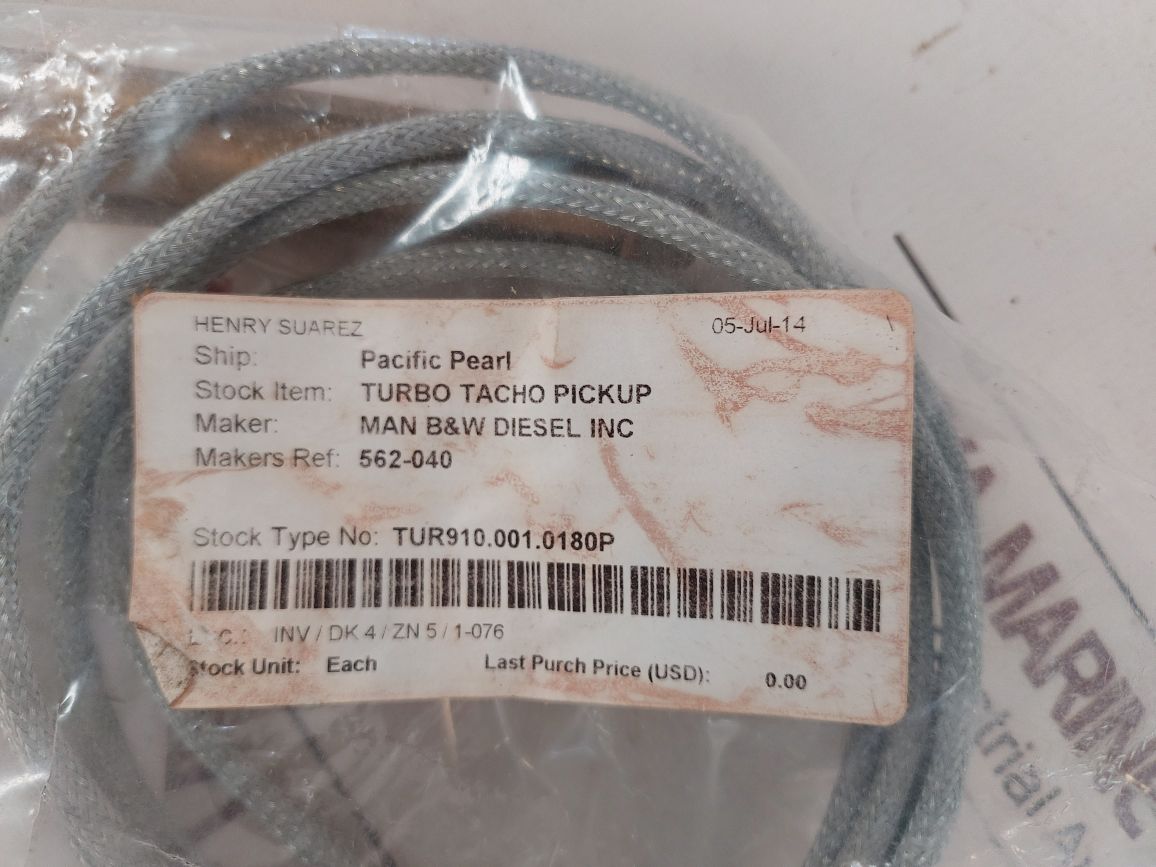 HENRY SUAREZ 05-Jul-14
Ship: Pacific Pearl
Stock Item: TURBO TACHO PICKUP
Maker: MAN B&W DIESEL INC
Makers Ref: 562-040
Stock Type No: TUR910.001.0180P
INV / DK 4 / ZN 5 / 1-076
Stock Unit: Each Last Purch Price (USD): 0.00
MARINE